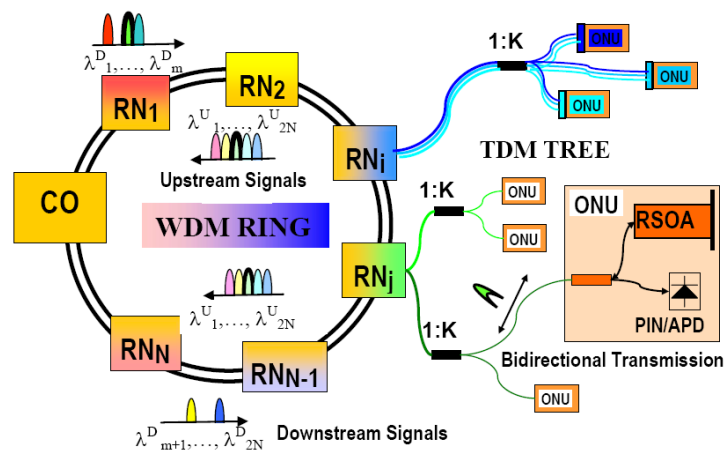 λᴰ₁,..., λᴰₘ
RN₁
RN₂
λᵁ₁,..., λᵁ₂N
Upstream Signals
RNᵢ
1:K
ONU
ONU
ONU
TDM TREE
CO
WDM RING
RNⱼ
1:K
ONU
ONU
ONU
RSOA
PIN/APD
λᵁ₁,..., λᵁ₂N
1:K
Bidirectional Transmission
ONU
RN_N
RN_N-1
λᴰₘ₊₁,..., λᴰ₂N
Downstream Signals